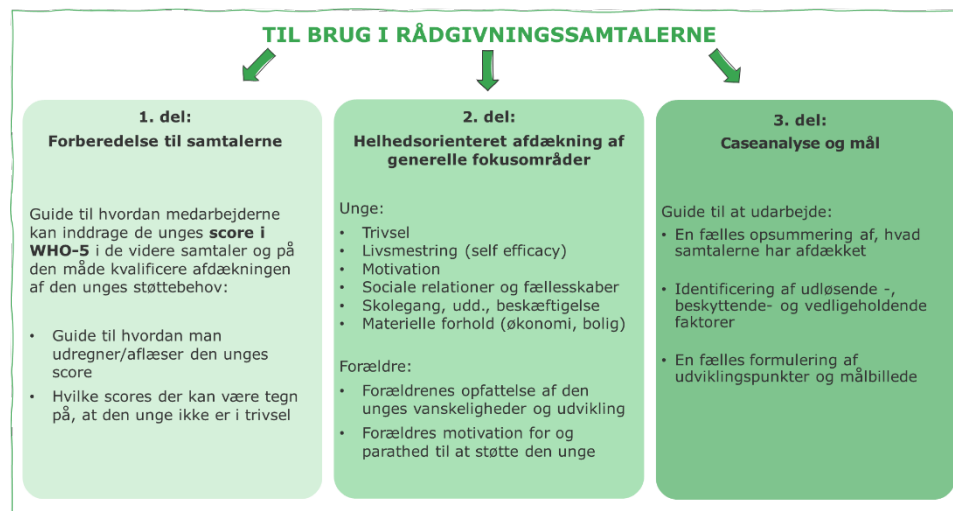 TIL BRUG I RÅDGIVNINGSSAMTALERNE
1. del:
Forberedelse til samtalerne
Guide til hvordan medarbejderne
kan inddrage de unges score i
WHO-5 i de videre samtaler og på
den måde kvalificere afdækningen
af den unges støttebehov:
• Guide til hvordan man
udregner/aflæser den unges
score
• Hvilke scores der kan være tegn
på, at den unge ikke er i trivsel
2. del:
Helhedsorienteret afdækning af
generelle fokusområder
Unge:
• Trivsel
• Livsmestring (self efficacy)
• Motivation
• Sociale relationer og fællesskaber
• Skolegang, udd., beskæftigelse
• Materielle forhold (økonomi, bolig)
Forældre:
• Forældrenes opfattelse af den
unges vanskeligheder og udvikling
• Forældres motivation for og
parathed til at støtte den unge
3. del:
Caseanalyse og mål
Guide til at udarbejde:
• En fælles opsummering af, hvad
samtalerne har afdækket
• Identificering af udløsende -,
beskyttende- og vedligeholdende
faktorer
• En fælles formulering af
udviklingspunkter og målbillede